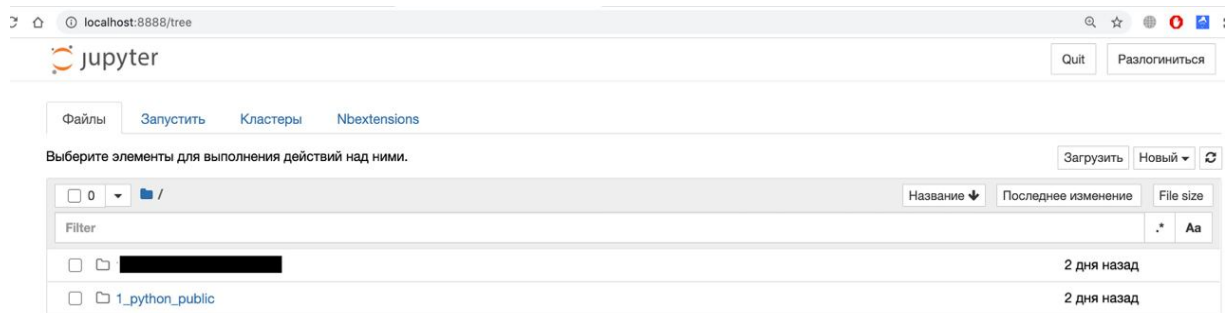 localhost:8888/tree
jupyter
Quit Разлогиниться
Файлы Запустить Кластеры Nbextensions
Выберите элементы для выполнения действий над ними. Загрузить Новый
0 / Название Последнее изменение File size
Filter .* Aa
2 дня назад
1_python_public 2 дня назад